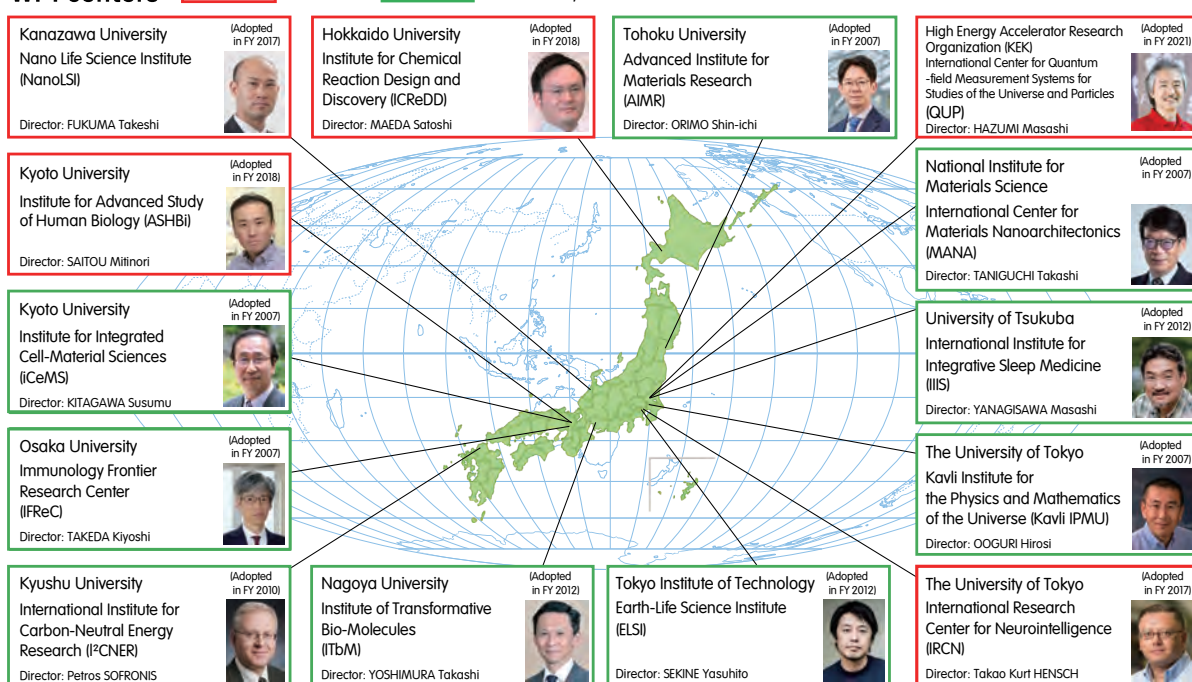 Kanazawa University
(Adopted
in FY 2017)
Nano Life Science Institute
(NanoLSI)
Director: FUKUMA Takeshi
Hokkaido University
(Adopted
in FY 2018)
Institute for Chemical
Reaction Design and
Discovery (ICReDD)
Director: MAEDA Satoshi
Tohoku University
(Adopted
in FY 2007)
Advanced Institute for
Materials Research
(AIMR)
Director: ORIMO Shin-ichi
High Energy Accelerator Research
Organization (KEK)
(Adopted
in FY 2021)
International Center for Quantum
-field Measurement Systems for
Studies of the Universe and Particles
(QUP)
Director: HAZUMI Masashi
Kyoto University
(Adopted
in FY 2018)
Institute for Advanced Study
of Human Biology (ASHBi)
Director: SAITOU Mitinori
National Institute for
Materials Science
(Adopted
in FY 2007)
International Center for
Materials Nanoarchitectonics
(MANA)
Director: TANIGUCHI Takashi
Kyoto University
(Adopted
in FY 2007)
Institute for Integrated
Cell-Material Sciences
(iCeMS)
Director: KITAGAWA Susumu
University of Tsukuba
(Adopted
in FY 2012)
International Institute for
Integrative Sleep Medicine
(IIIS)
Director: YANAGISAWA Masashi
Osaka University
(Adopted
in FY 2007)
Immunology Frontier
Research Center
(IFReC)
Director: TAKEDA Kiyoshi
The University of Tokyo
(Adopted
in FY 2007)
Kavli Institute for
the Physics and Mathematics
of the Universe (Kavli IPMU)
Director: OOGURI Hirosi
Kyushu University
(Adopted
in FY 2010)
International Institute for
Carbon-Neutral Energy
Research (I²CNER)
Director: Petros SOFRONIS
Nagoya University
(Adopted
in FY 2012)
Institute of Transformative
Bio-Molecules
(ITbM)
Director: YOSHIMURA Takashi
Tokyo Institute of Technology
(Adopted
in FY 2012)
Earth-Life Science Institute
(ELSI)
Director: SEKINE Yasuhito
The University of Tokyo
(Adopted
in FY 2017)
International Research
Center for Neurointelligence
(IRCN)
Director: Takao Kurt HENSCH